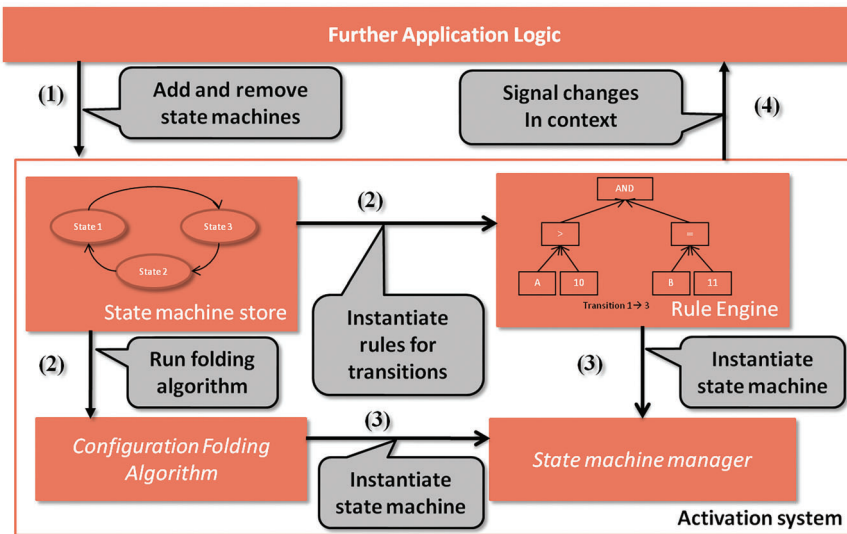 Further Application Logic
(1)
Add and remove
state machines
Signal changes
In context
(4)
State 1
State 3
State 2
State machine store
(2)
Instantiate
rules for
transitions
AND
>
=
A
10
B
11
Transition 1→ 3
Rule Engine
(2)
Run folding
algorithm
(3)
Instantiate
state machine
Configuration Folding
Algorithm
(3)
Instantiate
state machine
State machine manager
Activation system